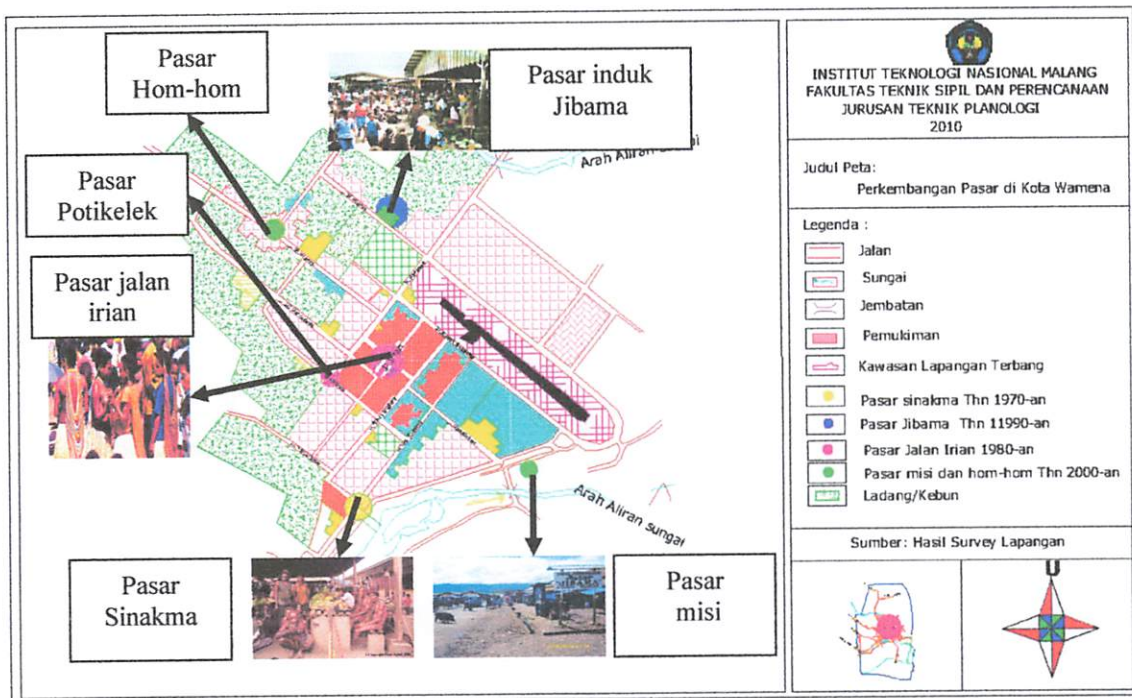 Pasar
Hom-hom
Pasar induk
Jibama
Pasar
Potikelek
Pasar jalan
irian
Arah Aliran sungai
Arah Aliran sungai
Pasar
Sinakma
Pasar
misi
INSTITUT TEKNOLOGI NASIONAL MALANG
FAKULTAS TEKNIK SIPIL DAN PERENCANAAN
JURUSAN TEKNIK PLANOLOGI
2010
Judul Peta:
Perkembangan Pasar di Kota Wamena
Legenda :
Jalan
Sungai
Jembatan
Pemukiman
Kawasan Lapangan Terbang
Pasar sinakma Thn 1970-an
Pasar Jibama Thn 11990-an
Pasar Jalan Irian 1980-an
Pasar misi dan hom-hom Thn 2000-an
Ladang/Kebun
Sumber: Hasil Survey Lapangan
U